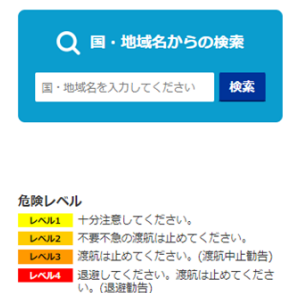 国・地域名からの検索
国・地域名を入力してください 検索
危険レベル
レベル1 十分注意してください。
レベル2 不要不急の渡航は止めてください。
レベル3 渡航は止めてください。(渡航中止勧告)
レベル4 退避してください。渡航は止めてくださ
い。(退避勧告)